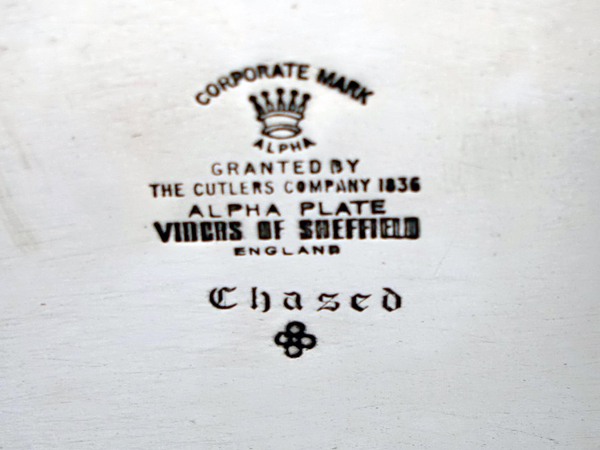 CORPORATE MARK
ALPHA
GRANTED BY
THE CUTLERS COMPANY 1836
ALPHA PLATE
VINERS OF SHEFFIELD
ENGLAND
Chased